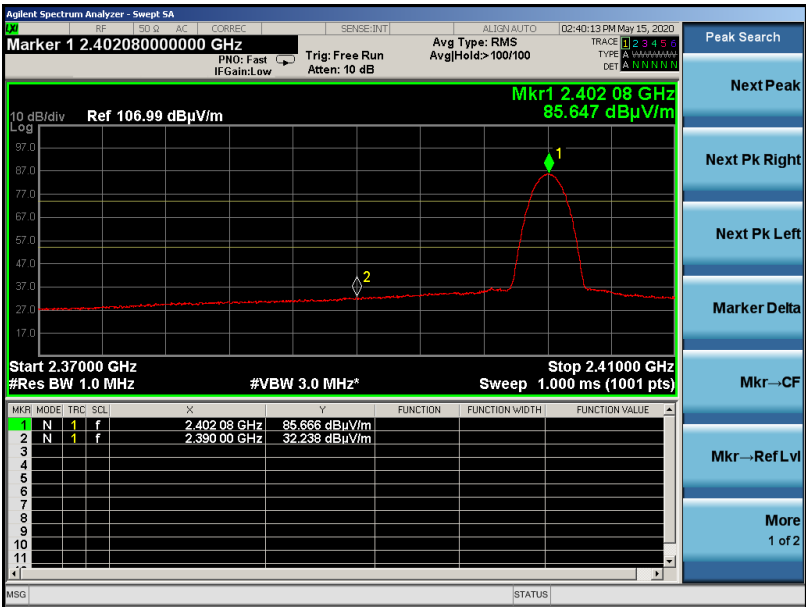 Agilent Spectrum Analyzer - Swept SA
LXI RF 50 Ω AC CORREC SENSE:INT ALIGN AUTO 02:40:13 PM May 15, 2020
Marker 1 2.402080000000 GHz
PNO: Fast
IFGain:Low
Trig: Free Run
Atten: 10 dB
Avg Type: RMS
Avg|Hold:>100/100
TRACE 1 2 3 4 5 6
TYPE A WWWWW
DET A N N N N N
Mkr1 2.402 08 GHz
85.647 dBµV/m
10 dB/div Ref 106.99 dBµV/m
Log
97.0
87.0
77.0
67.0
57.0
47.0
37.0
27.0
17.0
1
2
Start 2.37000 GHz Stop 2.41000 GHz
#Res BW 1.0 MHz #VBW 3.0 MHz* Sweep 1.000 ms (1001 pts)
MKR MODE TRC SCL X Y FUNCTION FUNCTION WIDTH FUNCTION VALUE
1 N 1 f 2.402 08 GHz 85.666 dBµV/m
2 N 1 f 2.390 00 GHz 32.238 dBµV/m
3
4
5
6
7
8
9
10
11
MSG STATUS
Peak Search
Next Peak
Next Pk Right
Next Pk Left
Marker Delta
Mkr→CF
Mkr→Ref Lvl
More
1 of 2